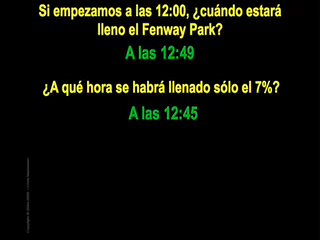 Si empezamos a las 12:00, ¿cuándo estará
lleno el Fenway Park?
A las 12:49
¿A qué hora se habrá llenado sólo el 7%?
A las 12:45